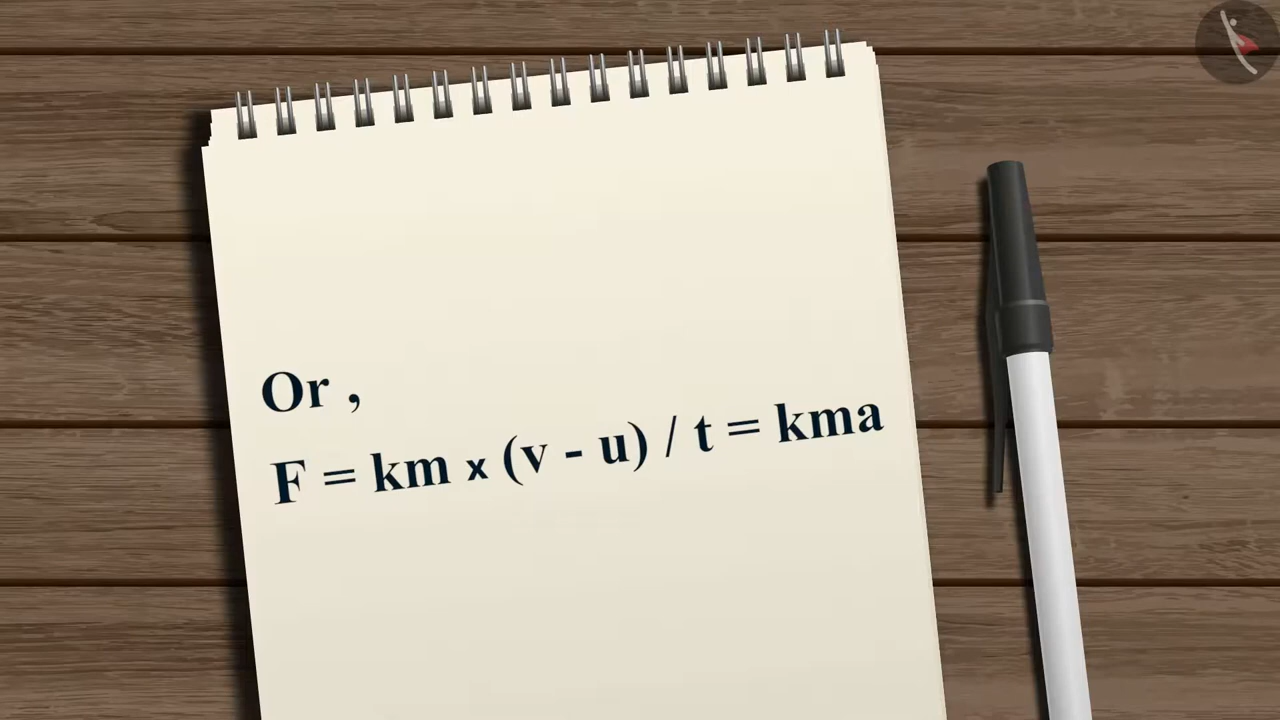 Or ,
F = km x (v - u) / t = kma